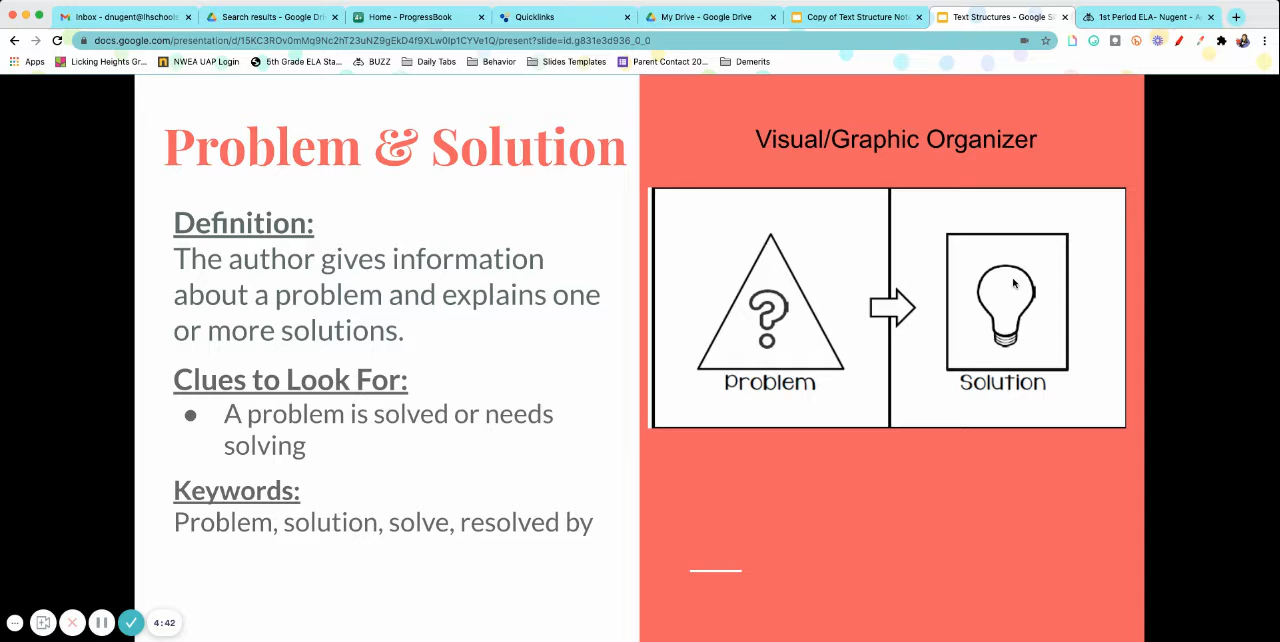 Inbox - dnugent@lhschools
Search results - Google Dri
Home - ProgressBook
Quicklinks
My Drive - Google Drive
Copy of Text Structure Not
Text Structures - Google Sl
1st Period ELA- Nugent - A
docs.google.com/presentation/d/15KC3ROv0mMq9Nc2hT23uNZ9gEkD4f9XLw0Ip1CYVe1Q/present?slide=id.g831e3d936_0_0
Apps
Licking Heights Gr...
NWEA UAP Login
5th Grade ELA Sta...
BUZZ
Daily Tabs
Behavior
Slides Templates
Parent Contact 20...
Demerits
Problem & Solution
Definition:
The author gives information
about a problem and explains one
or more solutions.
Clues to Look For:
● A problem is solved or needs
solving
Keywords:
Problem, solution, solve, resolved by
Visual/Graphic Organizer
?
Problem
Solution
4:42